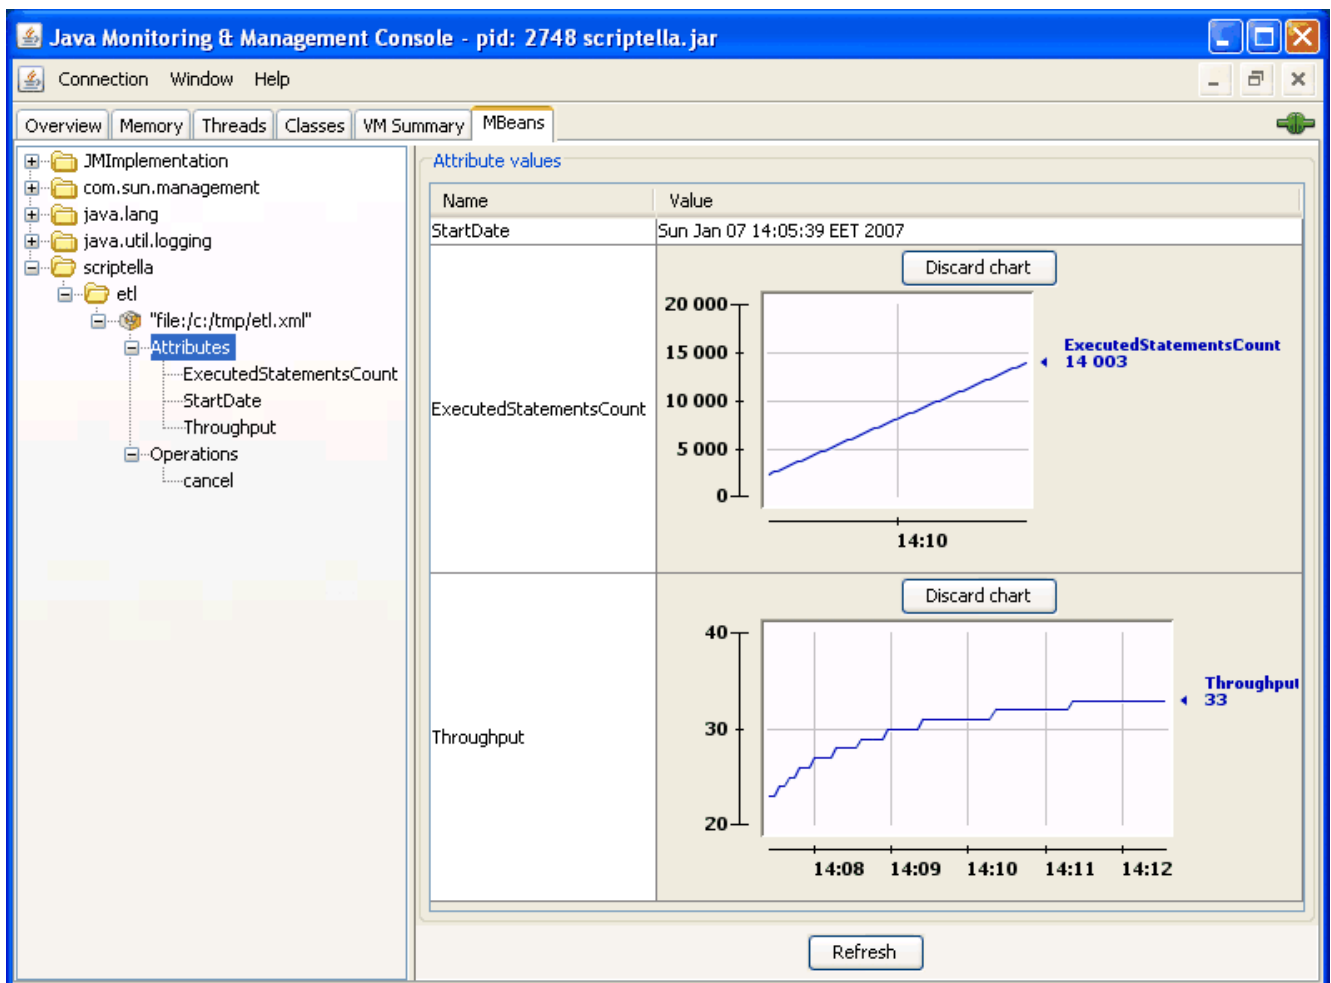 Java Monitoring & Management Console - pid: 2748 scriptella.jar
Connection Window Help
Overview Memory Threads Classes VM Summary MBeans
JMImplementation
com.sun.management
java.lang
java.util.logging
scriptella
etl
"file:/c:/tmp/etl.xml"
Attributes
ExecutedStatementsCount
StartDate
Throughput
Operations
cancel
Attribute values
Name Value
StartDate Sun Jan 07 14:05:39 EET 2007
ExecutedStatementsCount
Discard chart
20 000
15 000
10 000
5 000
0
14:10
ExecutedStatementsCount
14 003
Throughput
Discard chart
40
30
20
14:08 14:09 14:10 14:11 14:12
Throughput
33
Refresh